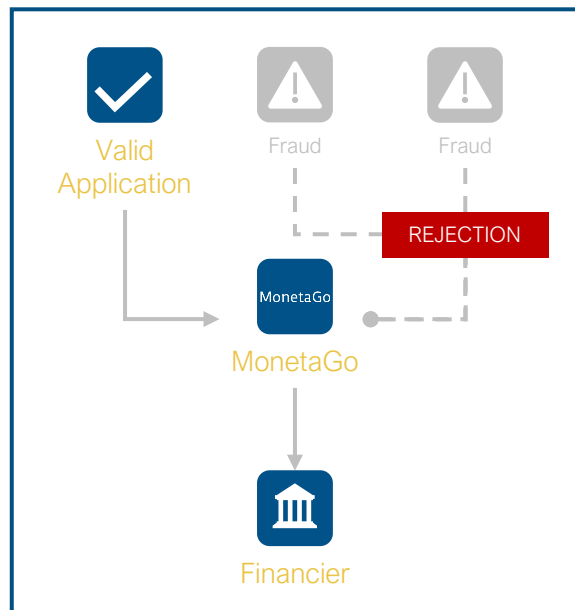 Valid
Application
Fraud
Fraud
REJECTION
MonetaGo
MonetaGo
Financier